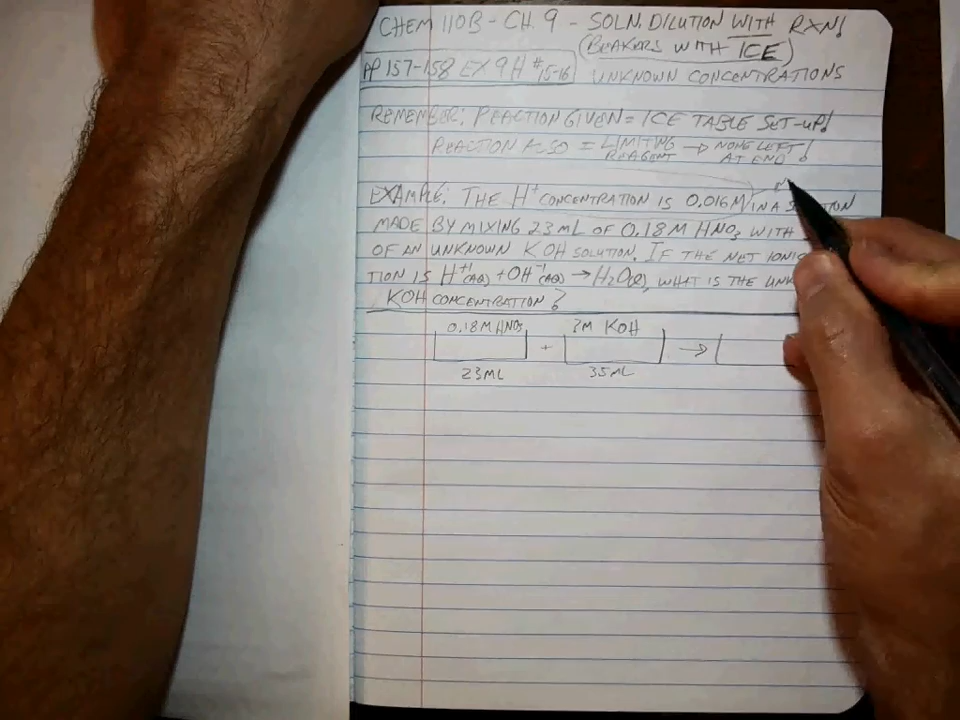 CHEM 110B - CH. 9 - SOLN. DILUTION WITH RXN!
(BEAKERS WITH ICE)
PP 157-158 EX 9H #15-16 UNKNOWN CONCENTRATIONS
REMEMBER: REACTION GIVEN = ICE TABLE SET-UP!
REACTION ALSO = LIMITING REAGENT → NONE LEFT AT END!
EXAMPLE: THE H⁺ CONCENTRATION IS 0.016M IN A SOLUTION
MADE BY MIXING 23 ML OF 0.18 M HNO₃ WITH
OF AN UNKNOWN KOH SOLUTION. IF THE NET IONIC
TION IS H⁺¹(AQ) + OH⁻¹(AQ) → H₂O(l), WHAT IS THE
KOH CONCENTRATION?
0.18M HNO₃ ?M KOH
+ →
23ML 35ML